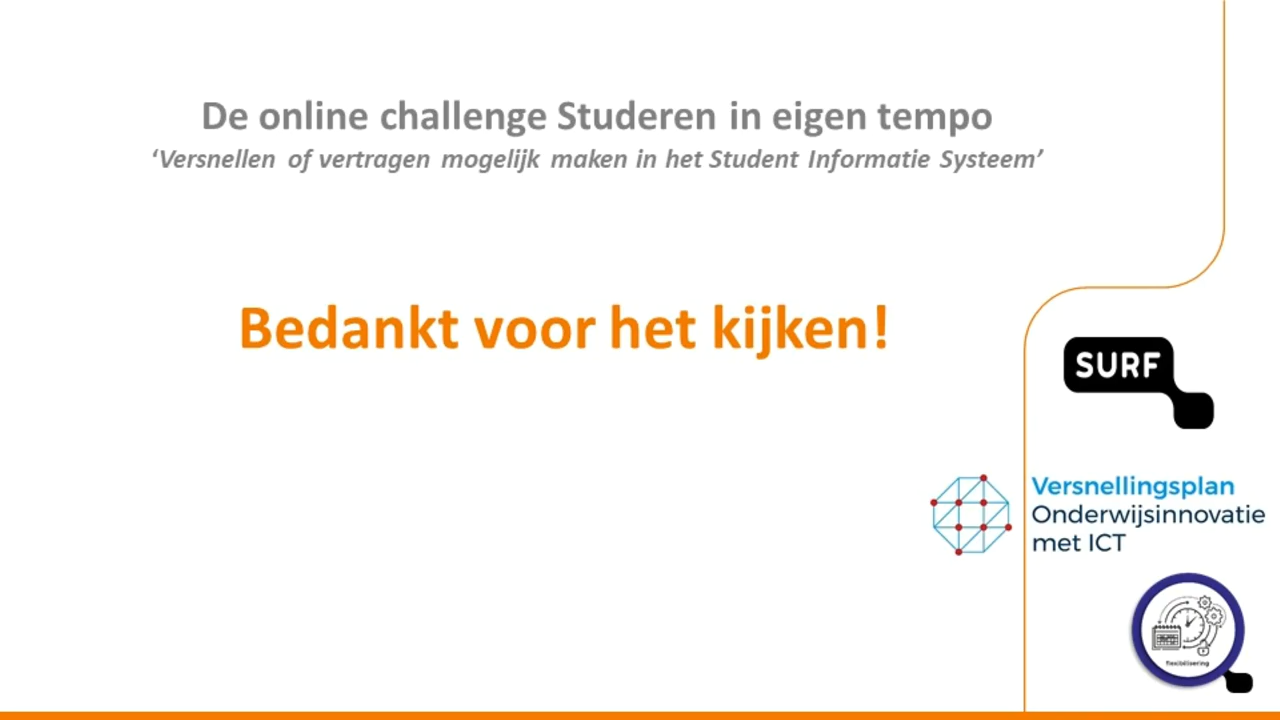 De online challenge Studeren in eigen tempo
‘Versnellen of vertragen mogelijk maken in het Student Informatie Systeem’
Bedankt voor het kijken!
SURF
Versnellingsplan
Onderwijsinnovatie
met ICT
flexibilisering